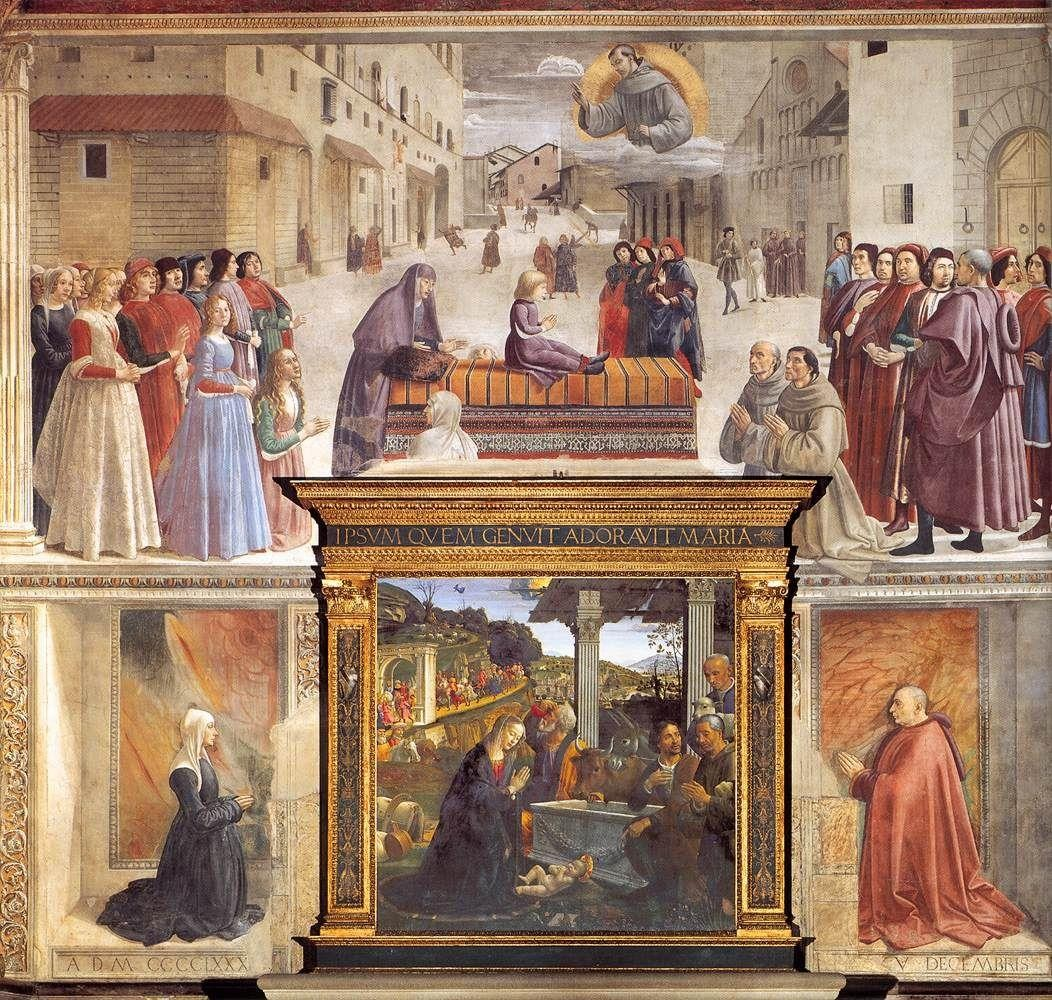 IPSVM QVEM GENVIT ADORAVIT MARIA
A D M CCCCLXXX
V DECEMBRIS